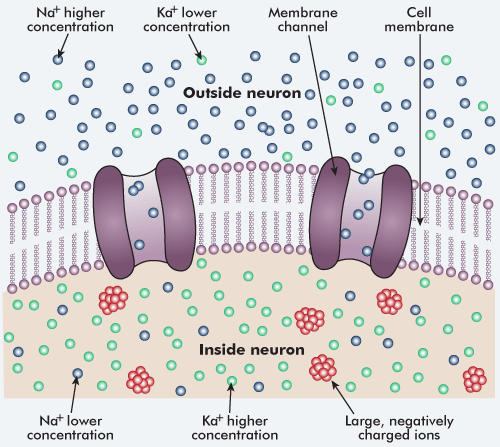 Na+ higher
concentration
Ka+ lower
concentration
Membrane
channel
Cell
membrane
Outside neuron
Inside neuron
Na+ lower
concentration
Ka+ higher
concentration
Large, negatively
charged ions